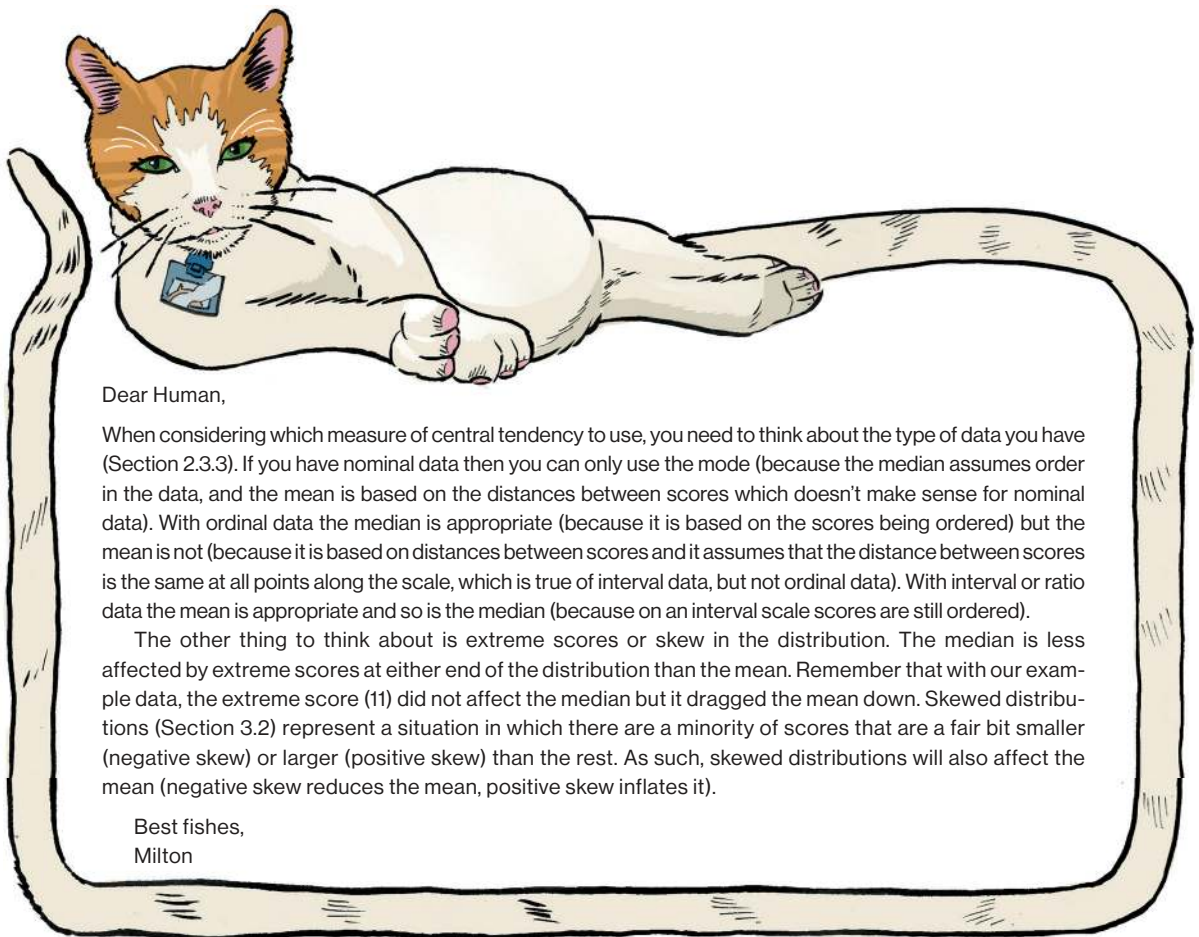 Dear Human,
When considering which measure of central tendency to use, you need to think about the type of data you have
(Section 2.3.3). If you have nominal data then you can only use the mode (because the median assumes order
in the data, and the mean is based on the distances between scores which doesn't make sense for nominal
data). With ordinal data the median is appropriate (because it is based on the scores being ordered) but the
mean is not (because it is based on distances between scores and it assumes that the distance between scores
is the same at all points along the scale, which is true of interval data, but not ordinal data). With interval or ratio
data the mean is appropriate and so is the median (because on an interval scale scores are still ordered).
The other thing to think about is extreme scores or skew in the distribution. The median is less
affected by extreme scores at either end of the distribution than the mean. Remember that with our exam-
ple data, the extreme score (11) did not affect the median but it dragged the mean down. Skewed distribu-
tions (Section 3.2) represent a situation in which there are a minority of scores that are a fair bit smaller
(negative skew) or larger (positive skew) than the rest. As such, skewed distributions will also affect the
mean (negative skew reduces the mean, positive skew inflates it).
Best fishes,
Milton